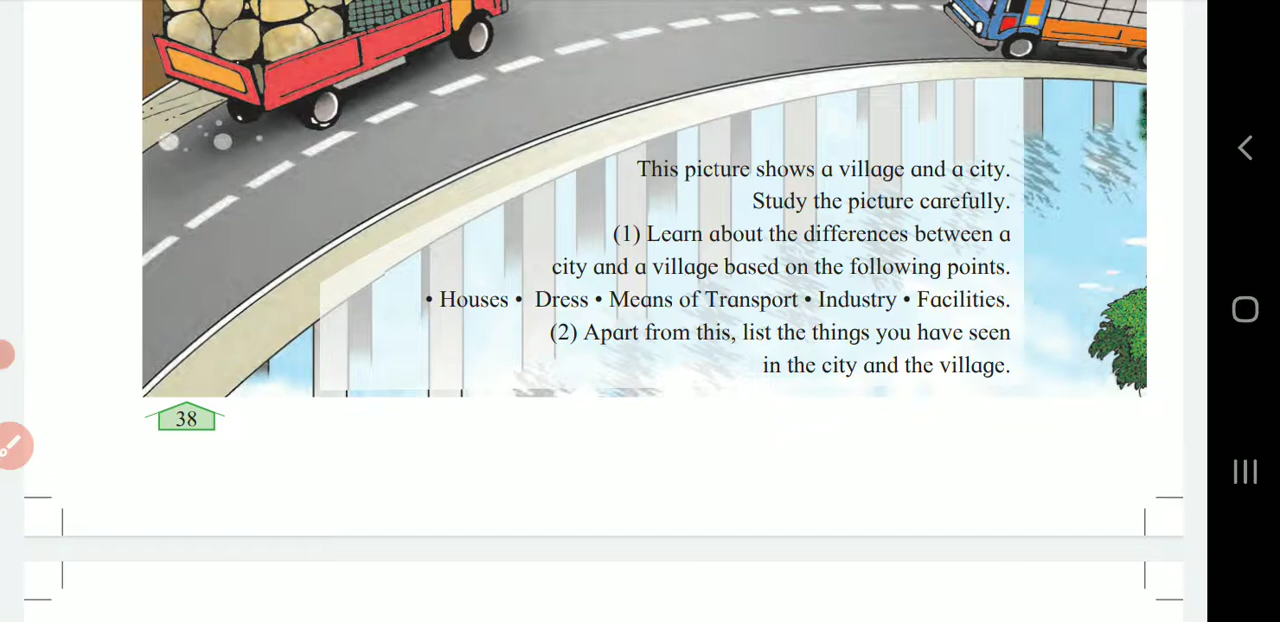 This picture shows a village and a city.
Study the picture carefully.
(1) Learn about the differences between a
city and a village based on the following points.
• Houses • Dress • Means of Transport • Industry • Facilities.
(2) Apart from this, list the things you have seen
in the city and the village.
38